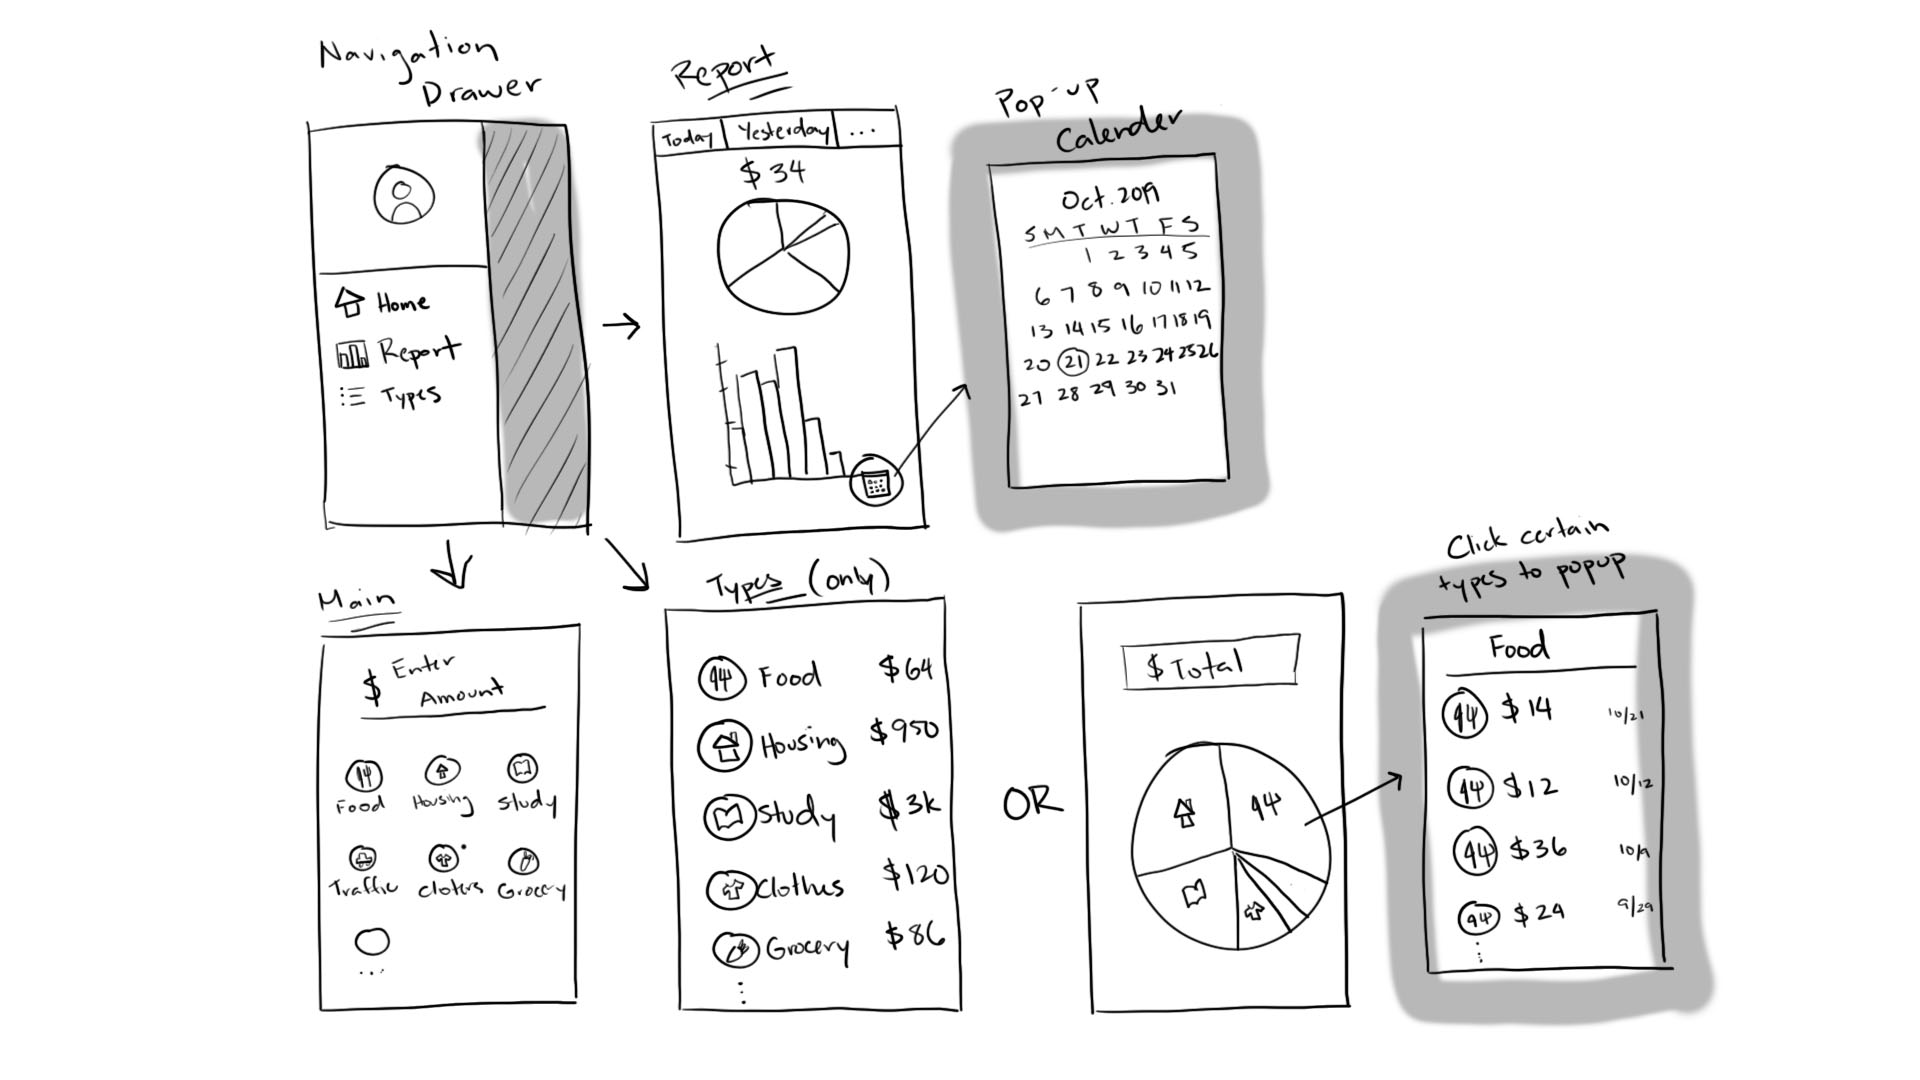 Navigation
Drawer
Home
Report
Types
Report
Today
Yesterday
...
$ 34
Pop-up
Calender
Oct. 2019
S M T W T F S
1 2 3 4 5
6 7 8 9 10 11 12
13 14 15 16 17 18 19
20 21 22 23 24 25 26
27 28 29 30 31
Main
$ Enter
Amount
Food Housing Study
Traffic Cloters Grocery
...
Types (only)
Food $64
Housing $950
Study $3k
Clothes $120
Grocery $86
OR
$ Total
Click certain
types to popup
Food
$ 14 10/21
$ 12 10/12
$ 36 10/9
$ 24 9/29